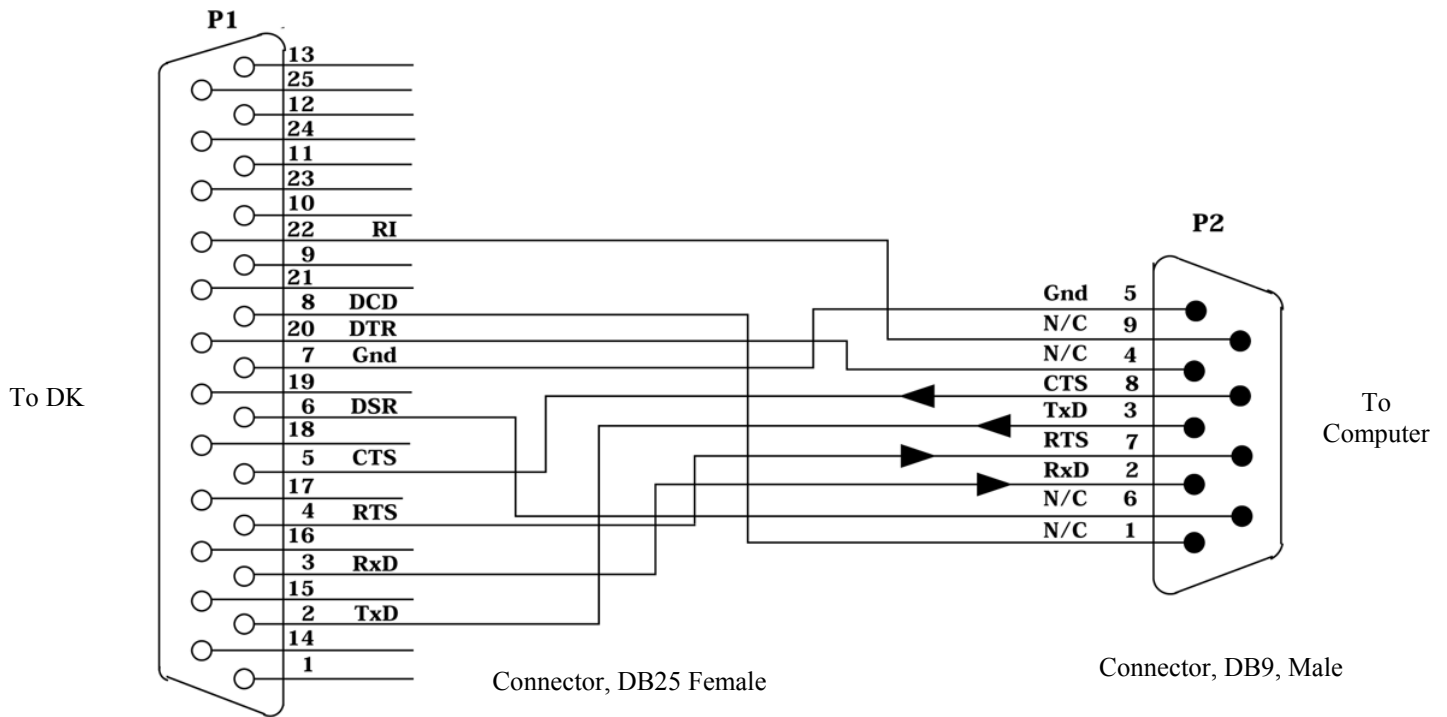 P1
13
25
12
24
11
23
10
22 RI
9
21
8 DCD
20 DTR
7 Gnd
19
6 DSR
18
5 CTS
17
4 RTS
16
3 RxD
15
2 TxD
14
1
To DK
Connector, DB25 Female
P2
Gnd 5
N/C 9
N/C 4
CTS 8
TxD 3
RTS 7
RxD 2
N/C 6
N/C 1
To
Computer
Connector, DB9, Male